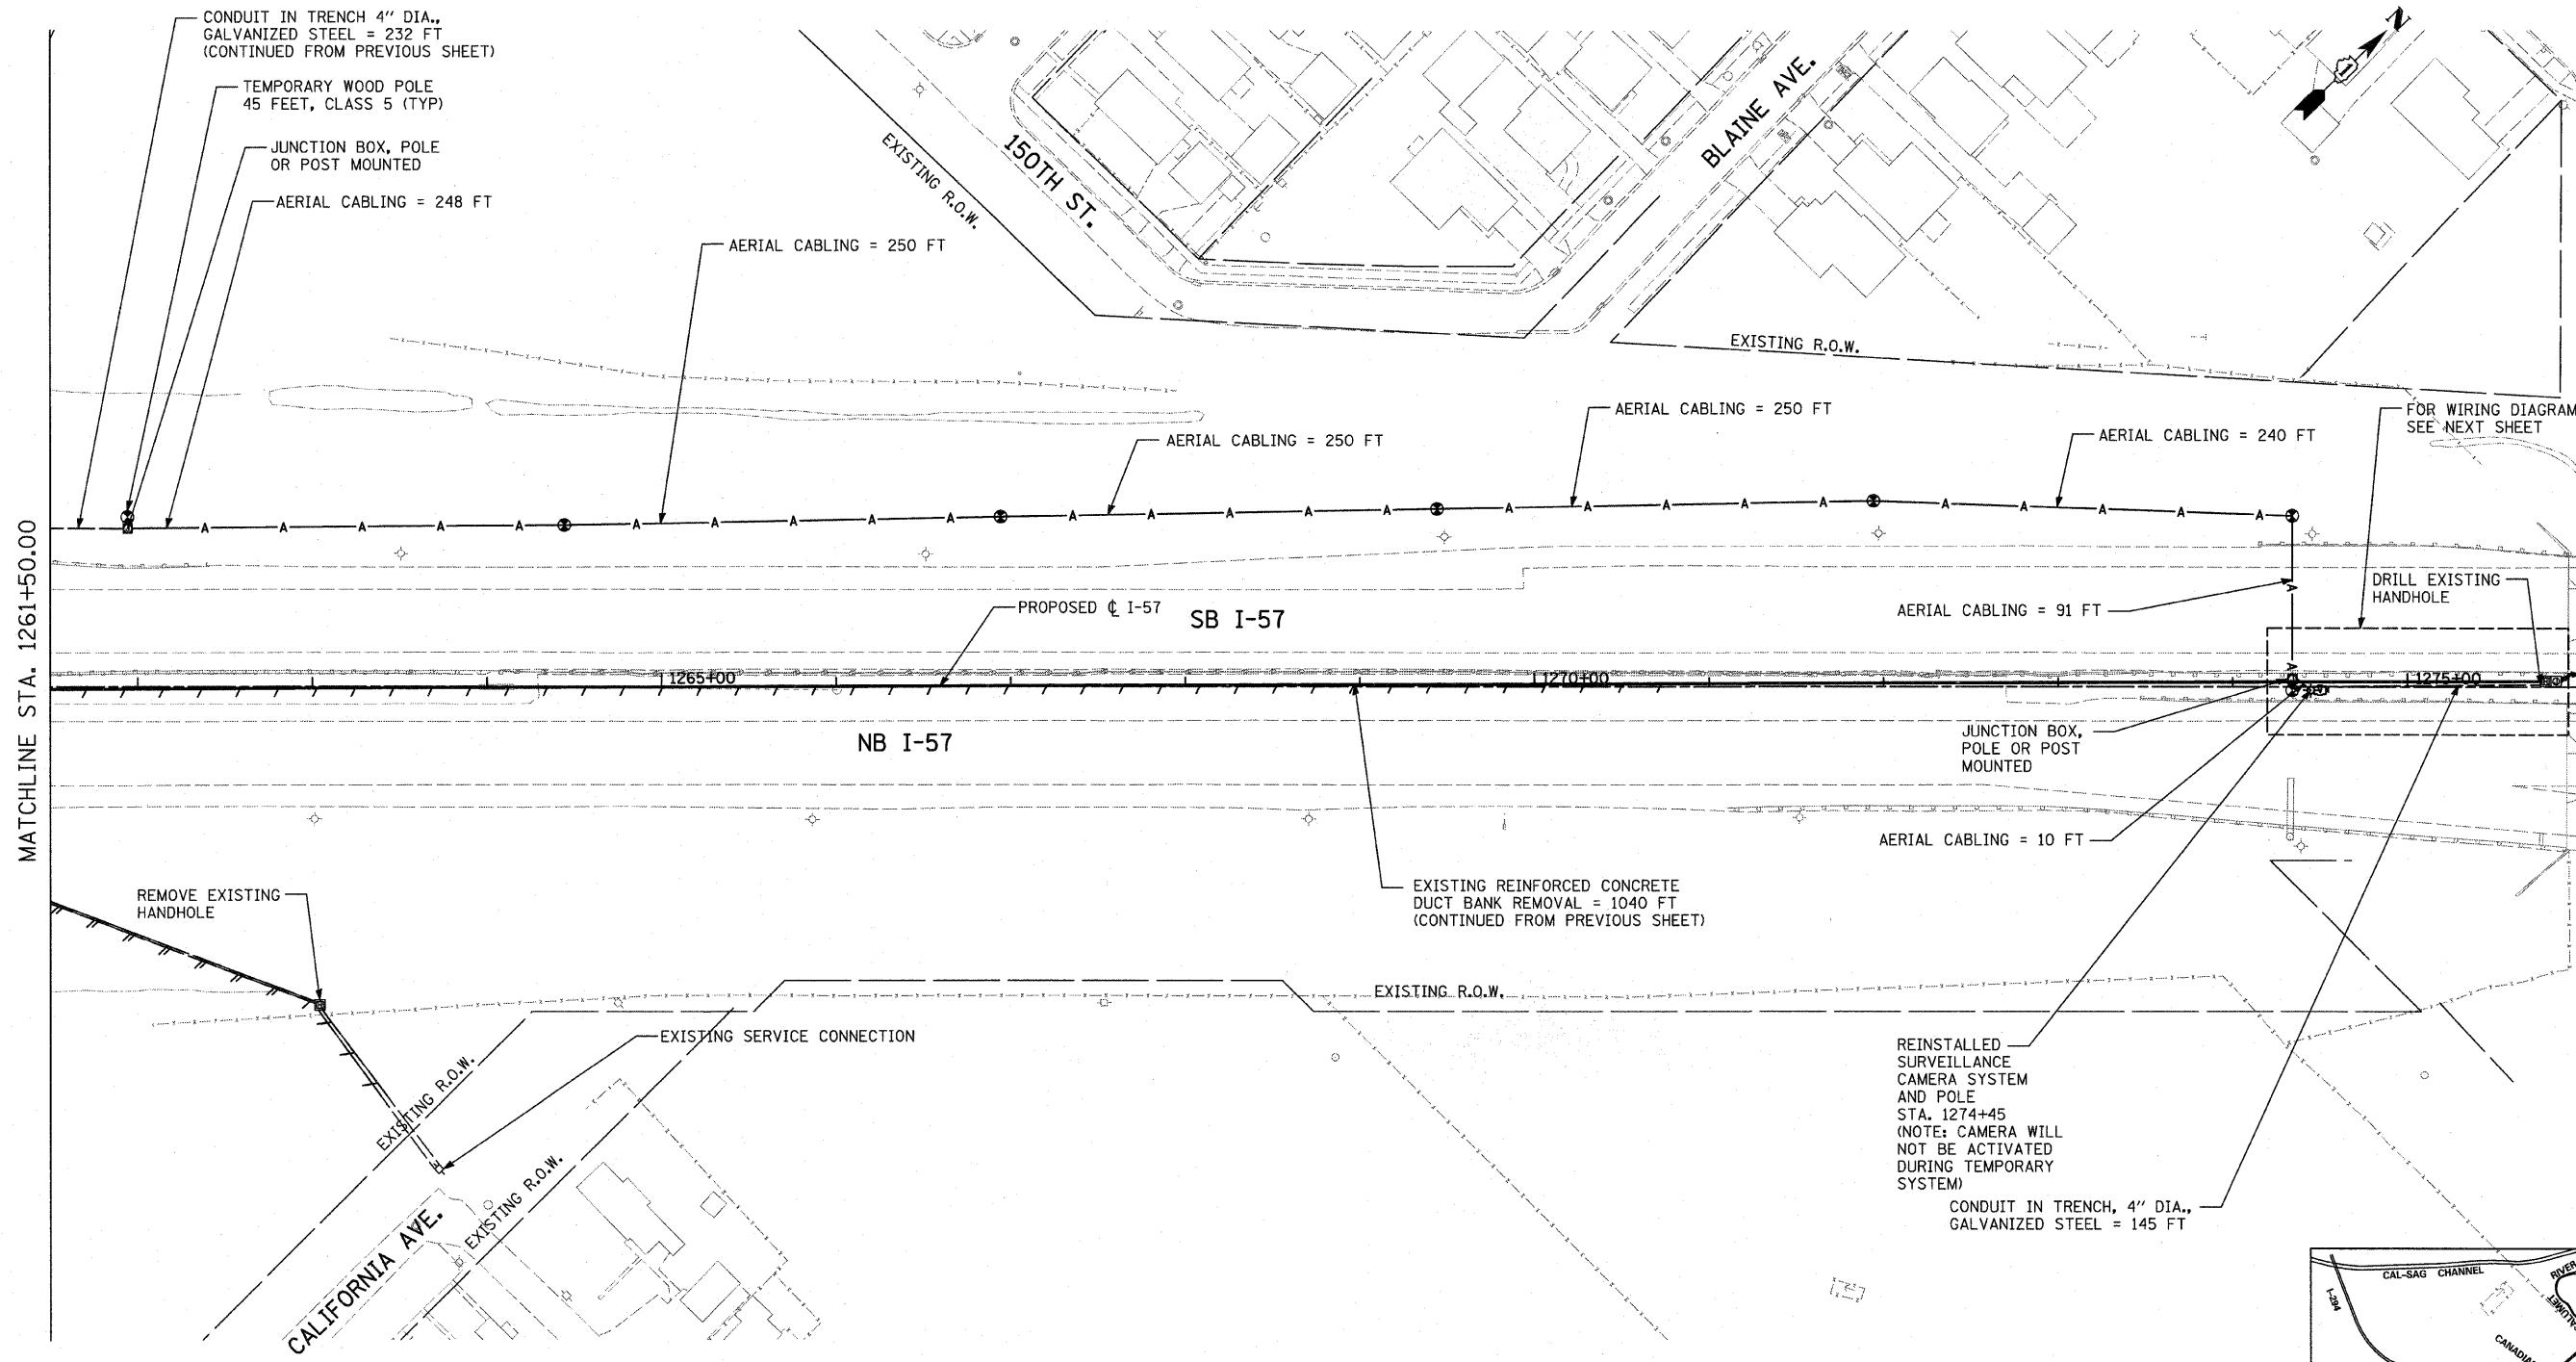 CONDUIT IN TRENCH 4" DIA.,
GALVANIZED STEEL = 232 FT
(CONTINUED FROM PREVIOUS SHEET)
TEMPORARY WOOD POLE
45 FEET, CLASS 5 (TYP)
JUNCTION BOX, POLE
OR POST MOUNTED
AERIAL CABLING = 248 FT
AERIAL CABLING = 250 FT
EXISTING R.O.W.
150TH ST.
BLAINE AVE.
N
1
EXISTING R.O.W.
AERIAL CABLING = 250 FT
AERIAL CABLING = 250 FT
AERIAL CABLING = 240 FT
FOR WIRING DIAGRAM
SEE NEXT SHEET
A A A A A A A A A A A A A A A A A A A A A A A A
MATCHLINE STA. 1261+50.00
PROPOSED ℄ I-57
SB I-57
AERIAL CABLING = 91 FT
A
A
DRILL EXISTING
HANDHOLE
1265+00
1270+00
1275+00
NB I-57
JUNCTION BOX,
POLE OR POST
MOUNTED
AERIAL CABLING = 10 FT
REMOVE EXISTING
HANDHOLE
EXISTING REINFORCED CONCRETE
DUCT BANK REMOVAL = 1040 FT
(CONTINUED FROM PREVIOUS SHEET)
EXISTING R.O.W.
EXISTING SERVICE CONNECTION
EXISTING R.O.W.
EXISTING R.O.W.
CALIFORNIA AVE.
REINSTALLED
SURVEILLANCE
CAMERA SYSTEM
AND POLE
STA. 1274+45
(NOTE: CAMERA WILL
NOT BE ACTIVATED
DURING TEMPORARY
SYSTEM)
CONDUIT IN TRENCH, 4" DIA.,
GALVANIZED STEEL = 145 FT
CAL-SAG CHANNEL
I-294
RIVER